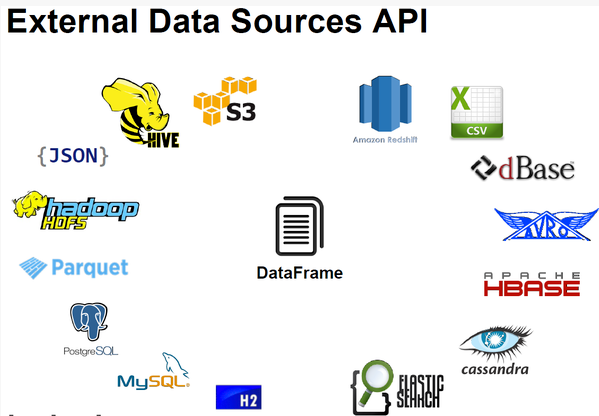 External Data Sources API
HIVE
S3
Amazon Redshift
X
CSV
{JSON}
dBase
hadoop
HDFS
AVRO
DataFrame
Parquet
APACHE
HBASE
PostgreSQL
cassandra
MySQL
H2
ELASTIC
SEARCH